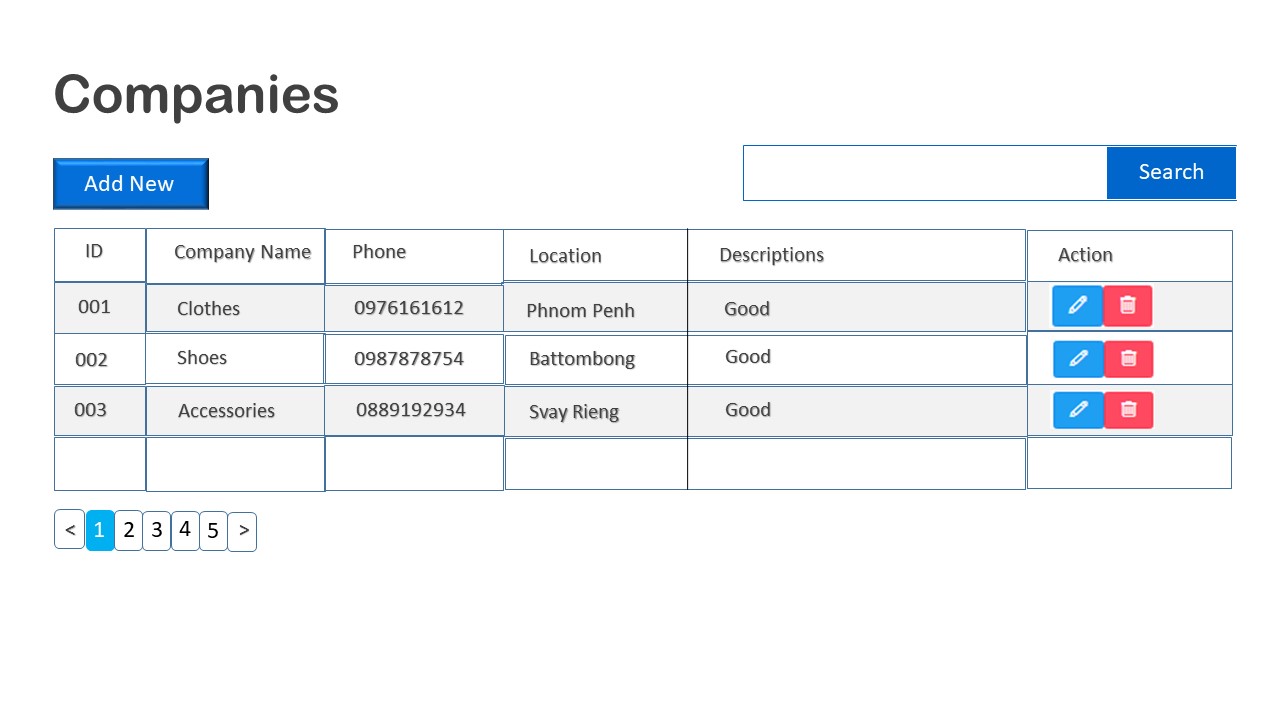 Companies
Add New
Search
ID Company Name Phone Location Descriptions Action
001 Clothes 0976161612 Phnom Penh Good
002 Shoes 0987878754 Battombong Good
003 Accessories 0889192934 Svay Rieng Good
< 1 2 3 4 5 >